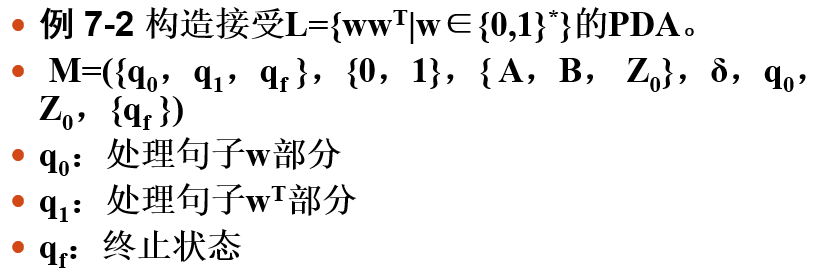 • 例 7-2 构造接受L={wwᵀ|w∈{0,1}*}的PDA。
• M=({q₀，q₁，q_f }，{0，1}，{ A，B， Z₀}，δ，q₀，
Z₀，{q_f })
• q₀：处理句子w部分
• q₁：处理句子wᵀ部分
• q_f：终止状态